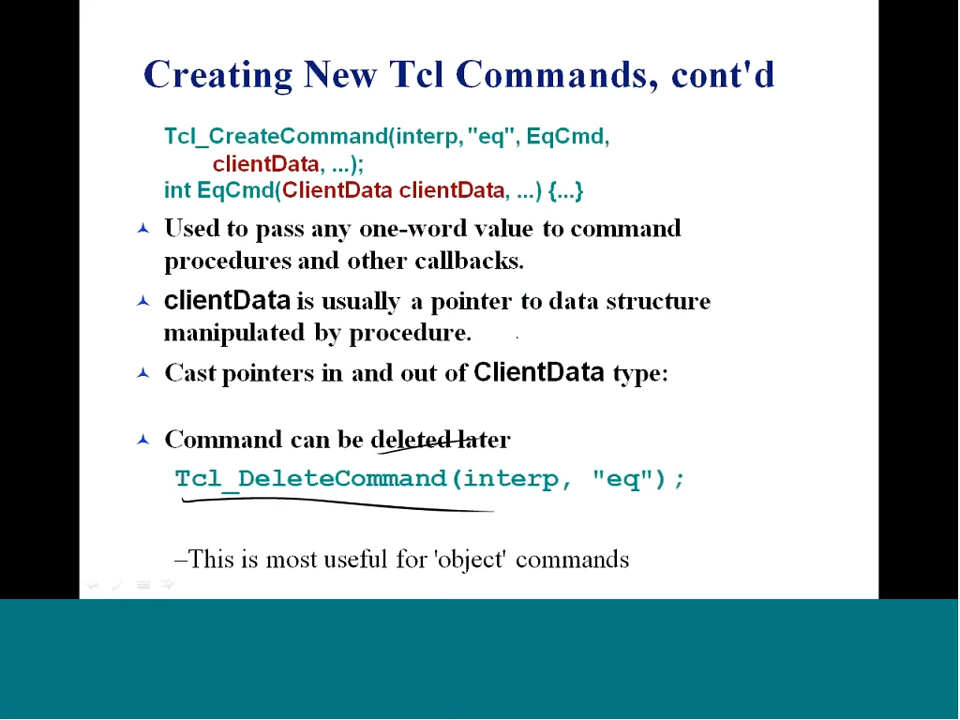 Creating New Tcl Commands, cont'd
Tcl_CreateCommand(interp, "eq", EqCmd,
clientData, ...);
int EqCmd(ClientData clientData, ...) {...}
Used to pass any one-word value to command
procedures and other callbacks.
clientData is usually a pointer to data structure
manipulated by procedure.
Cast pointers in and out of ClientData type:
Command can be deleted later
Tcl_DeleteCommand(interp, "eq");
–This is most useful for 'object' commands